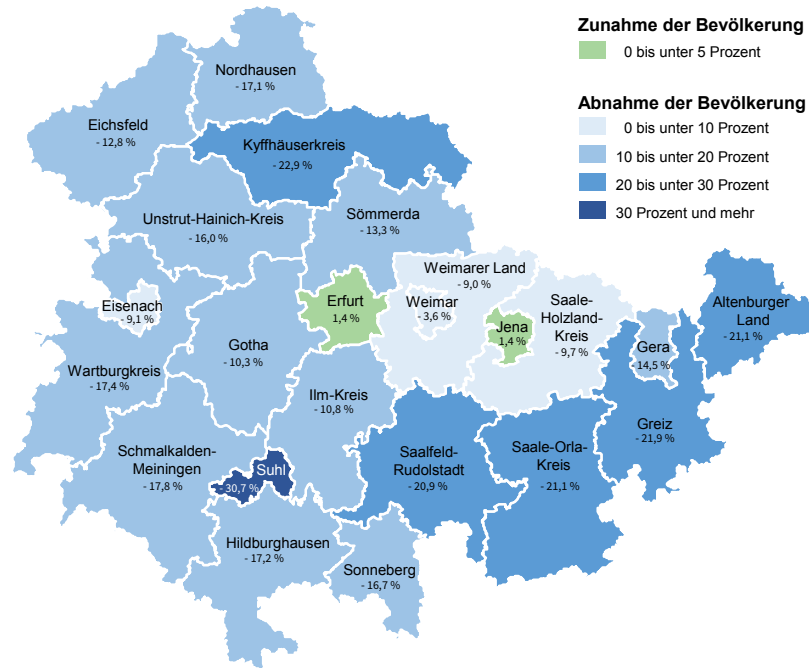 Zunahme der Bevölkerung
0 bis unter 5 Prozent
Abnahme der Bevölkerung
0 bis unter 10 Prozent
10 bis unter 20 Prozent
20 bis unter 30 Prozent
30 Prozent und mehr
Nordhausen
- 17,1 %
Eichsfeld
- 12,8 %
Kyffhäuserkreis
- 22,9 %
Unstrut-Hainich-Kreis
- 16,0 %
Sömmerda
- 13,3 %
Weimarer Land
- 9,0 %
Eisenach
- 9,1 %
Erfurt
1,4 %
Weimar
- 3,6 %
Saale-
Holzland-
Kreis
- 9,7 %
Jena
1,4 %
Altenburger
Land
- 21,1 %
Gotha
- 10,3 %
Gera
- 14,5 %
Wartburgkreis
- 17,4 %
Ilm-Kreis
- 10,8 %
Greiz
- 21,9 %
Schmalkalden-
Meiningen
- 17,8 %
Suhl
- 30,7 %
Saalfeld-
Rudolstadt
- 20,9 %
Saale-Orla-
Kreis
- 21,1 %
Hildburghausen
- 17,2 %
Sonneberg
- 16,7 %